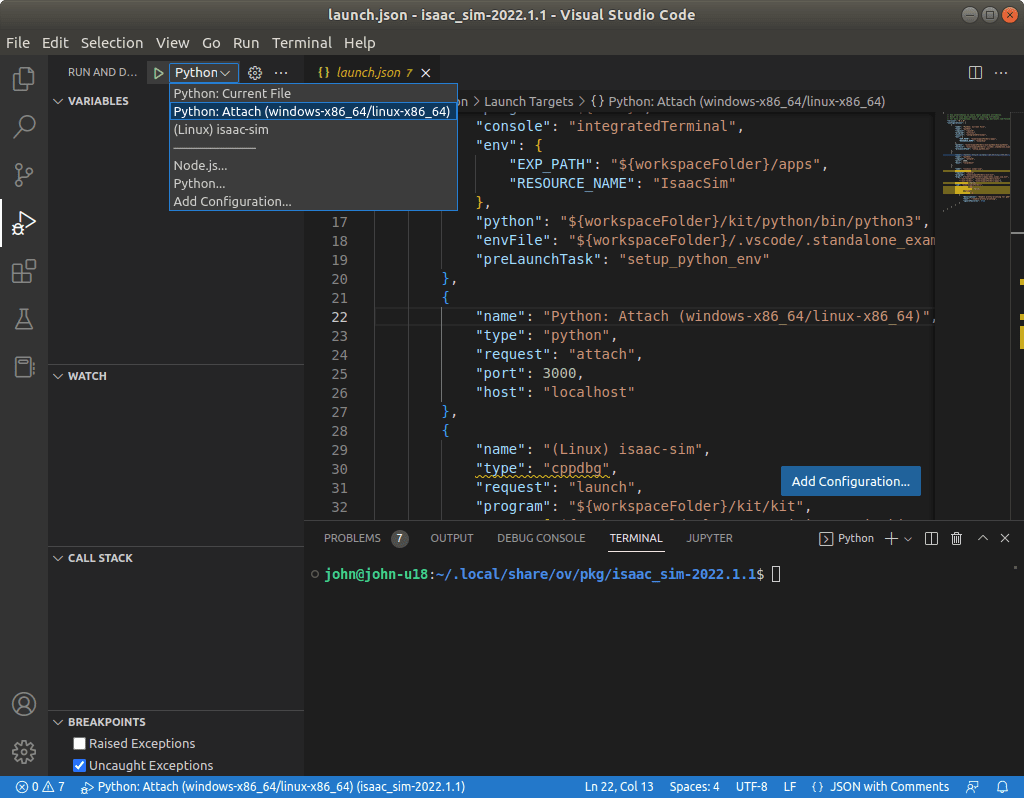 launch.json - isaac_sim-2022.1.1 - Visual Studio Code
File Edit Selection View Go Run Terminal Help
RUN AND D... Python
{} launch.json 7
Python: Current File
Python: Attach (windows-x86_64/linux-x86_64)
(Linux) isaac-sim
Node.js...
Python...
Add Configuration...
VARIABLES
on > Launch Targets > {} Python: Attach (windows-x86_64/linux-x86_64)
"console": "integratedTerminal",
"env": {
"EXP_PATH": "${workspaceFolder}/apps",
"RESOURCE_NAME": "IsaacSim"
},
17 "python": "${workspaceFolder}/kit/python/bin/python3",
18 "envFile": "${workspaceFolder}/.vscode/.standalone_exam
19 "preLaunchTask": "setup_python_env"
20 },
21 {
22 "name": "Python: Attach (windows-x86_64/linux-x86_64)",
23 "type": "python",
24 "request": "attach",
25 "port": 3000,
26 "host": "localhost"
27 },
28 {
29 "name": "(Linux) isaac-sim",
30 "type": "cppdbg",
31 "request": "launch",
32 "program": "${workspaceFolder}/kit/kit",
Add Configuration...
WATCH
CALL STACK
BREAKPOINTS
Raised Exceptions
Uncaught Exceptions
PROBLEMS 7 OUTPUT DEBUG CONSOLE TERMINAL JUPYTER Python
john@john-u18:~/.local/share/ov/pkg/isaac_sim-2022.1.1$
0 7 Python: Attach (windows-x86_64/linux-x86_64) (isaac_sim-2022.1.1) Ln 22, Col 13 Spaces: 4 UTF-8 LF {} JSON with Comments